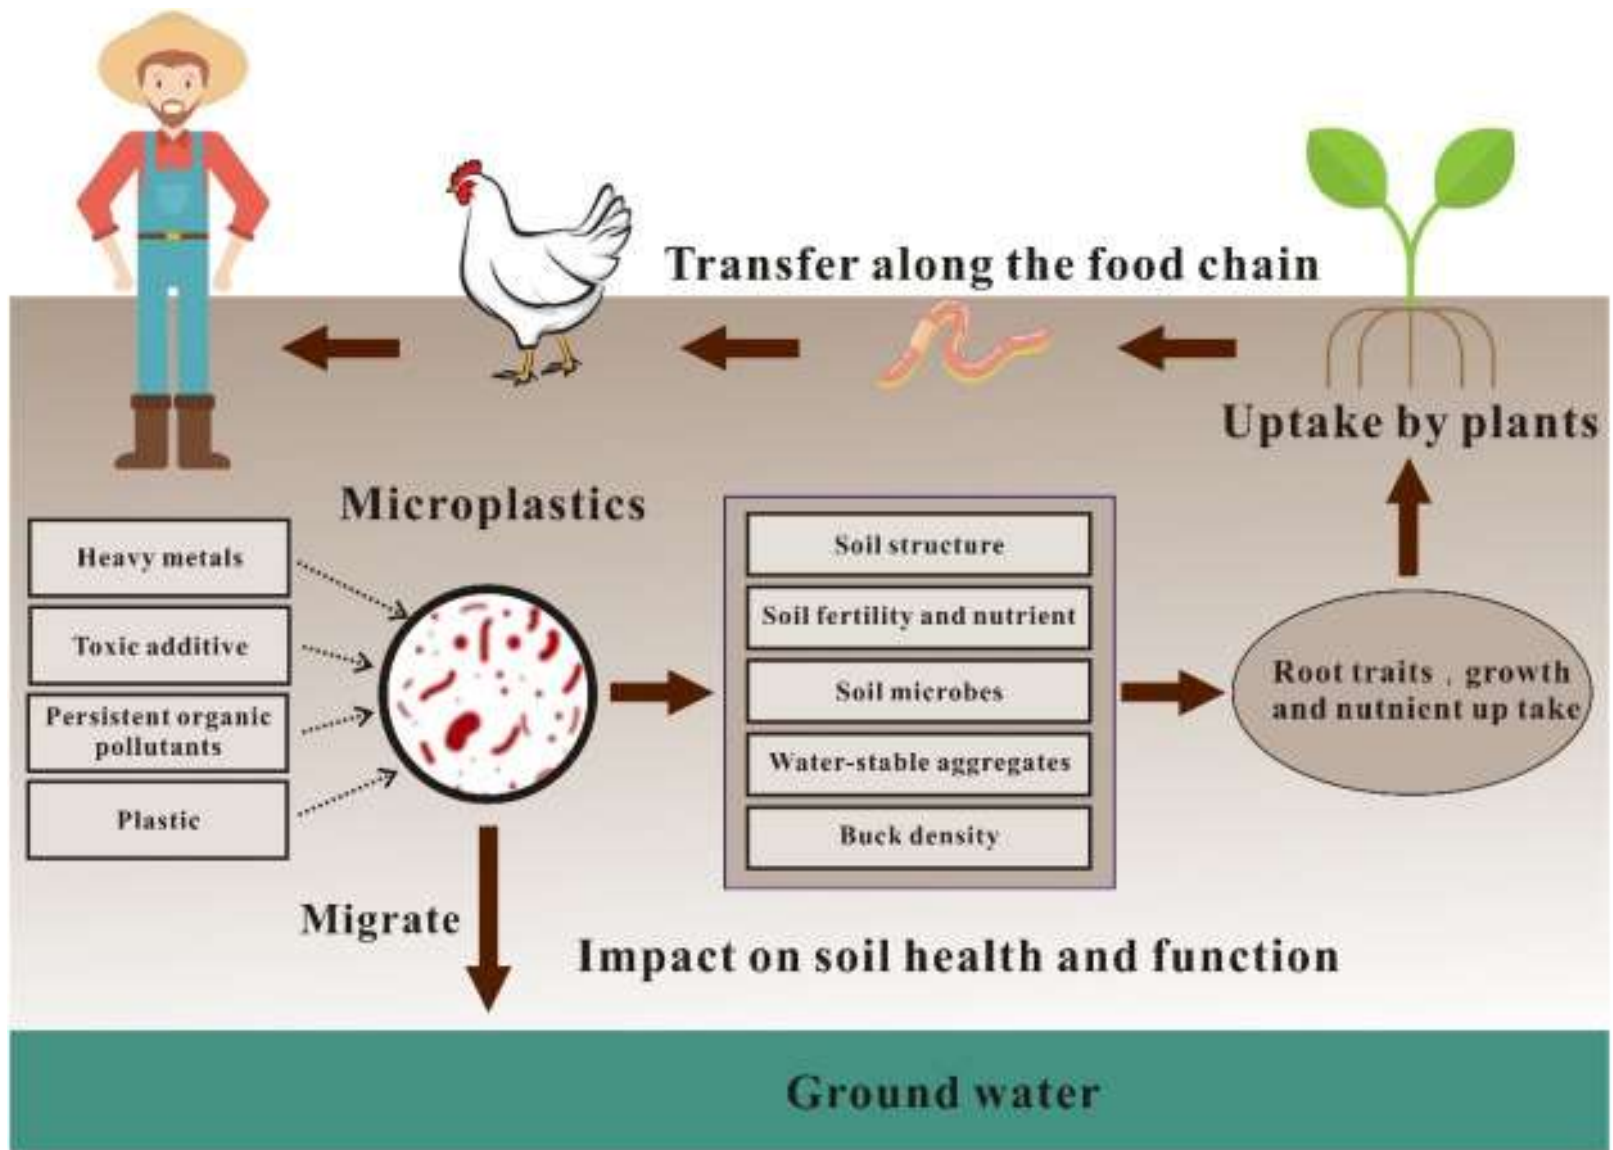 Transfer along the food chain
Uptake by plants
Microplastics
Heavy metals
Toxic additive
Persistent organic
pollutants
Plastic
Soil structure
Soil fertility and nutrient
Soil microbes
Water-stable aggregates
Buck density
Root traits , growth
and nutnient up take
Migrate
Impact on soil health and function
Ground water